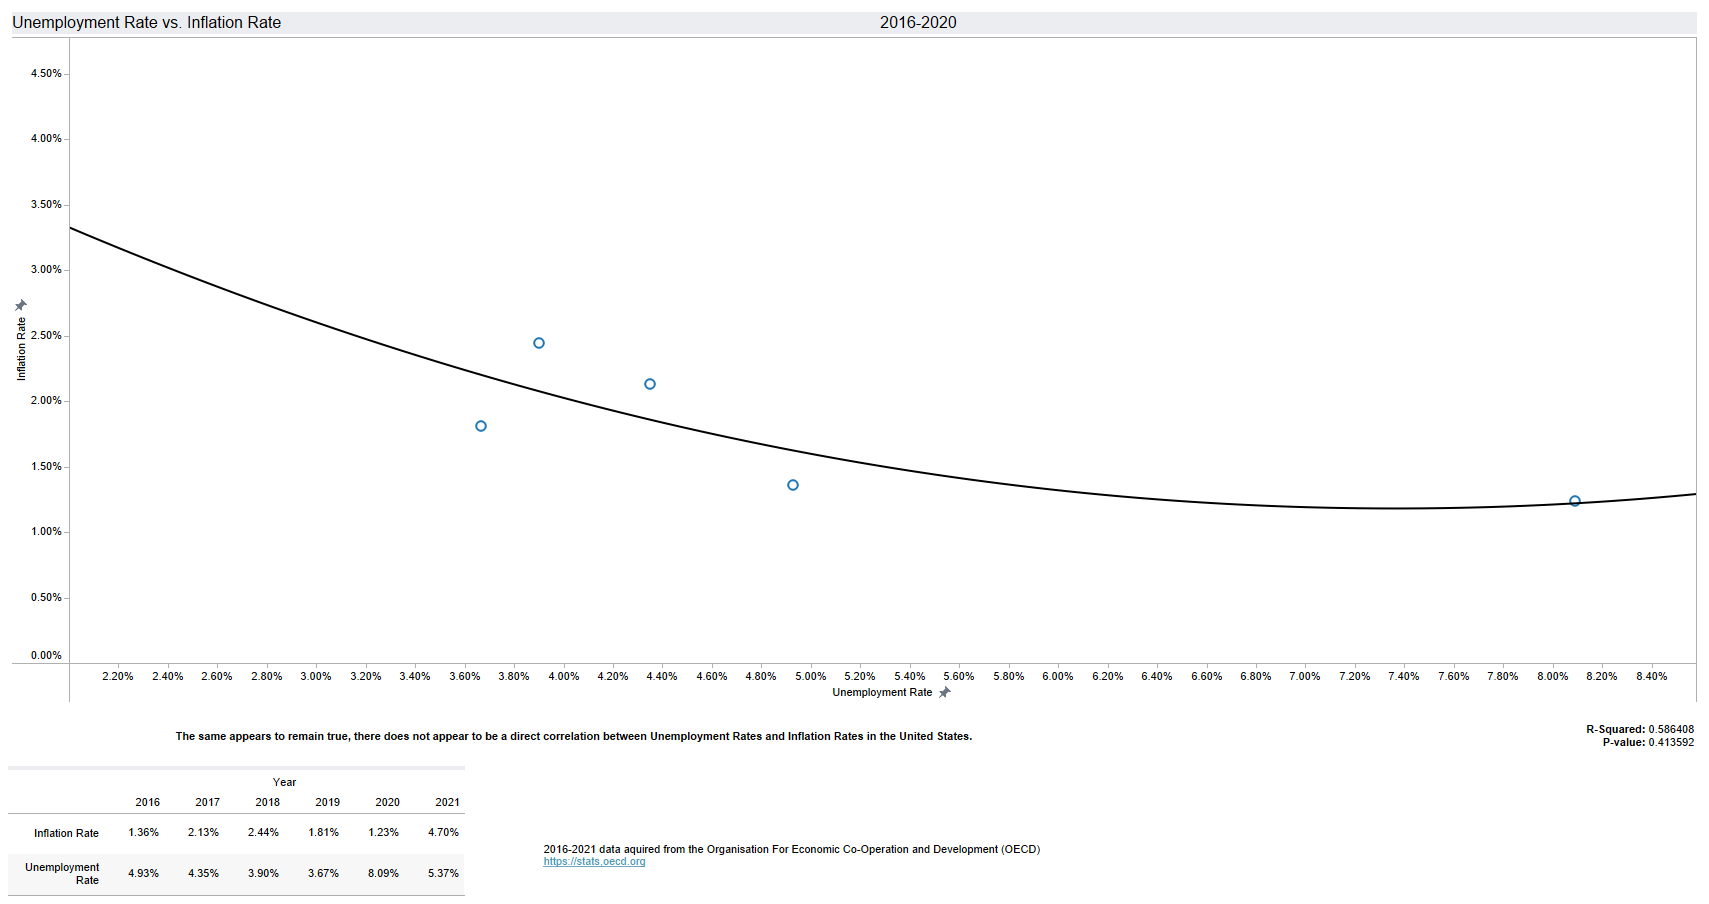 Unemployment Rate vs. Inflation Rate 2016-2020
4.50%
4.00%
3.50%
3.00%
2.50%
2.00%
1.50%
1.00%
0.50%
0.00%
Inflation Rate
2.20% 2.40% 2.60% 2.80% 3.00% 3.20% 3.40% 3.60% 3.80% 4.00% 4.20% 4.40% 4.60% 4.80% 5.00% 5.20% 5.40% 5.60% 5.80% 6.00% 6.20% 6.40% 6.60% 6.80% 7.00% 7.20% 7.40% 7.60% 7.80% 8.00% 8.20% 8.40%
Unemployment Rate
The same appears to remain true, there does not appear to be a direct correlation between Unemployment Rates and Inflation Rates in the United States.
R-Squared: 0.586408
P-value: 0.413592
Year
2016 2017 2018 2019 2020 2021
Inflation Rate 1.36% 2.13% 2.44% 1.81% 1.23% 4.70%
Unemployment
Rate 4.93% 4.35% 3.90% 3.67% 8.09% 5.37%
2016-2021 data aquired from the Organisation For Economic Co-Operation and Development (OECD)
https://stats.oecd.org